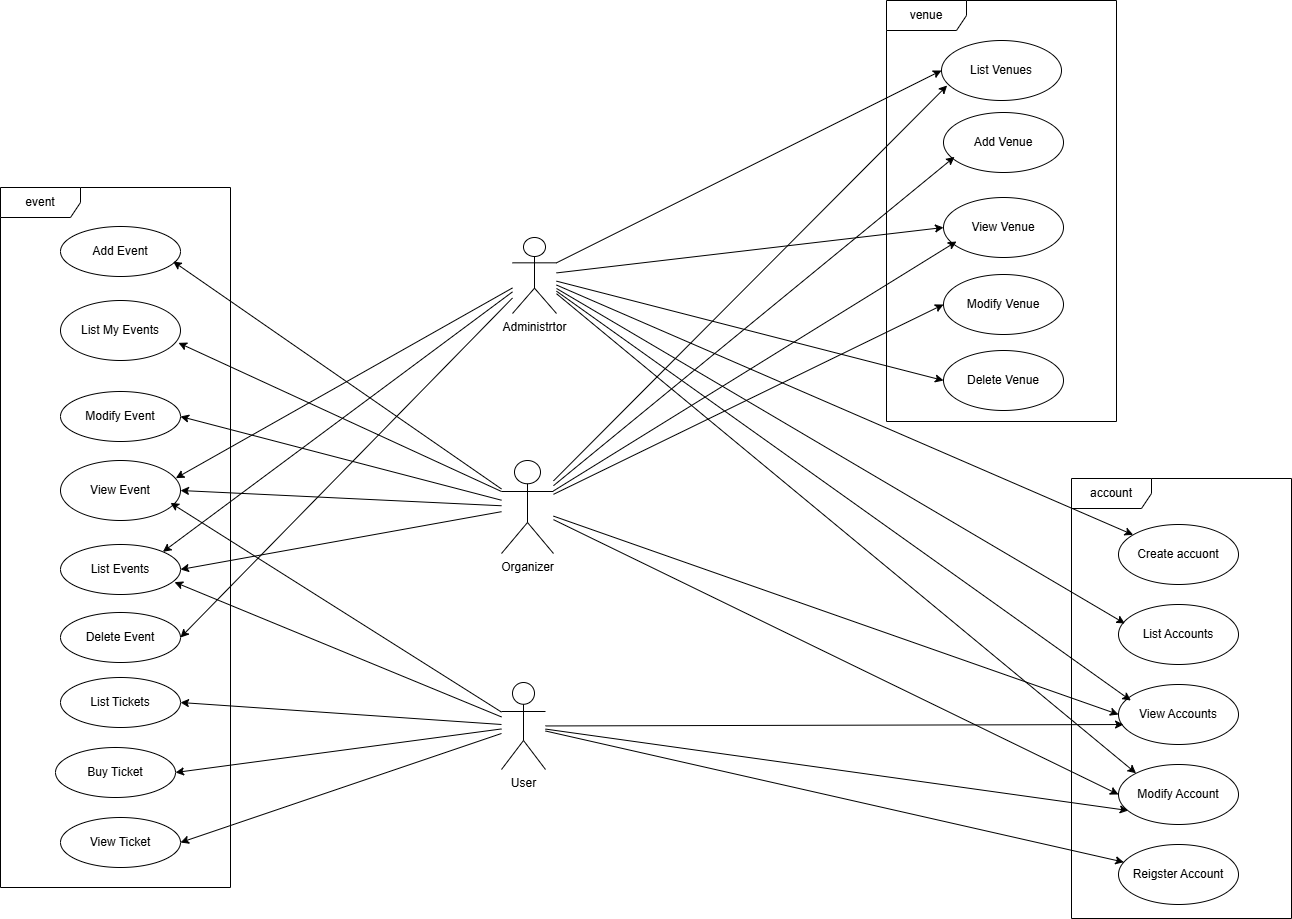 venue
List Venues
Add Venue
View Venue
Modify Venue
Delete Venue
event
Add Event
List My Events
Modify Event
View Event
List Events
Delete Event
List Tickets
Buy Ticket
View Ticket
Administrtor
Organizer
User
account
Create accuont
List Accounts
View Accounts
Modify Account
Reigster Account